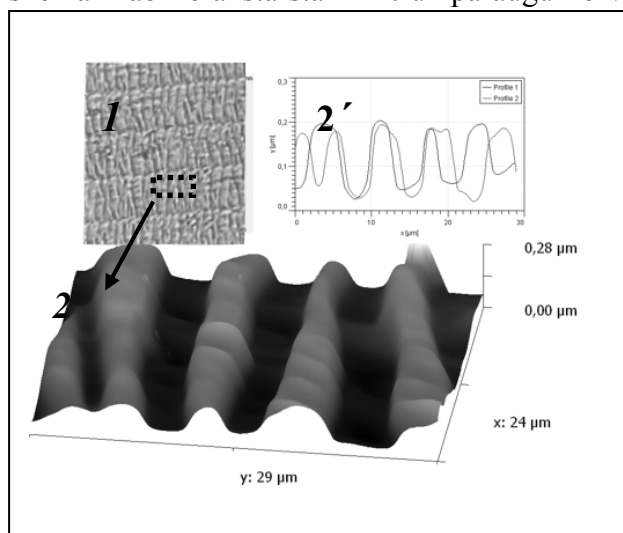 1
2´
Profile 1
Profile 2
y [µm]
0,3
0,2
0,1
0,0
0
10
20
30
x [µm]
2
0,28 µm
0,00 µm
x: 24 µm
y: 29 µm